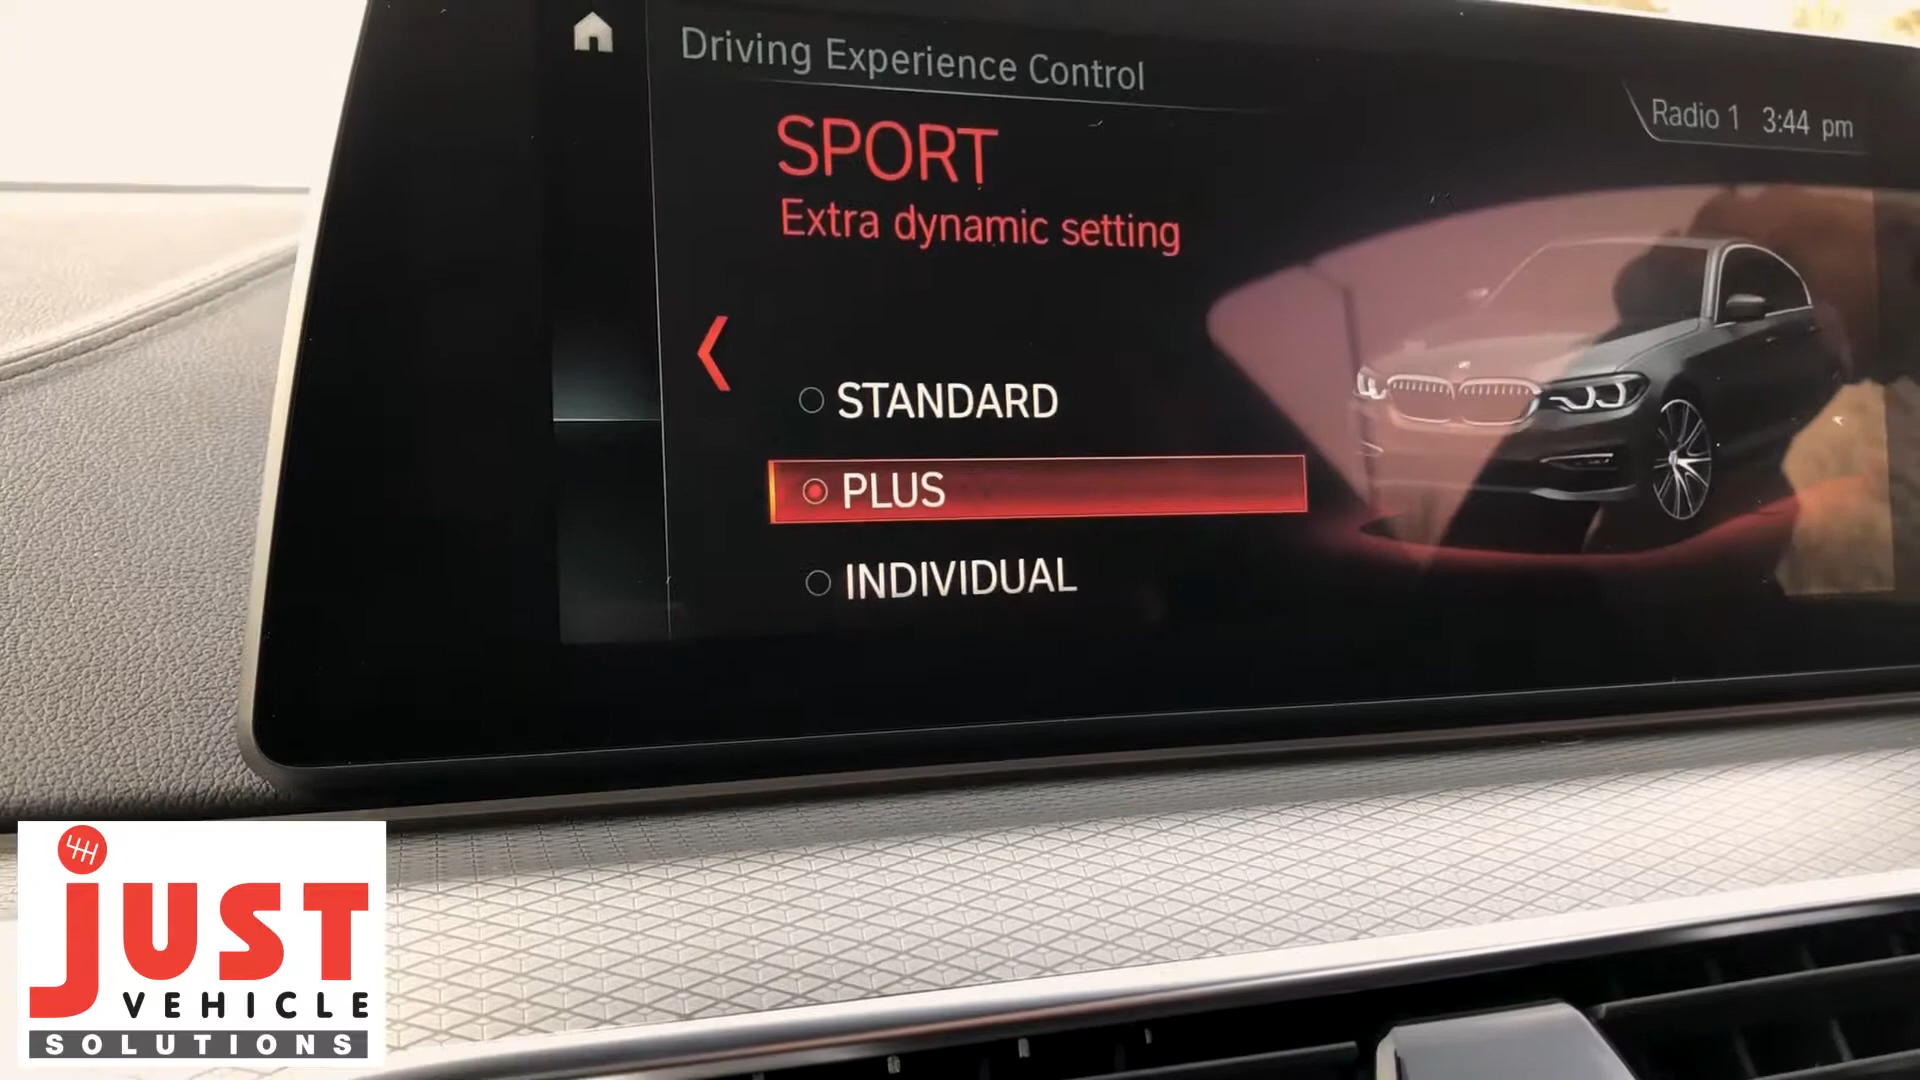 Driving Experience Control
Radio 1 3:44 pm
SPORT
Extra dynamic setting
STANDARD
PLUS
INDIVIDUAL
JUST
VEHICLE
SOLUTIONS